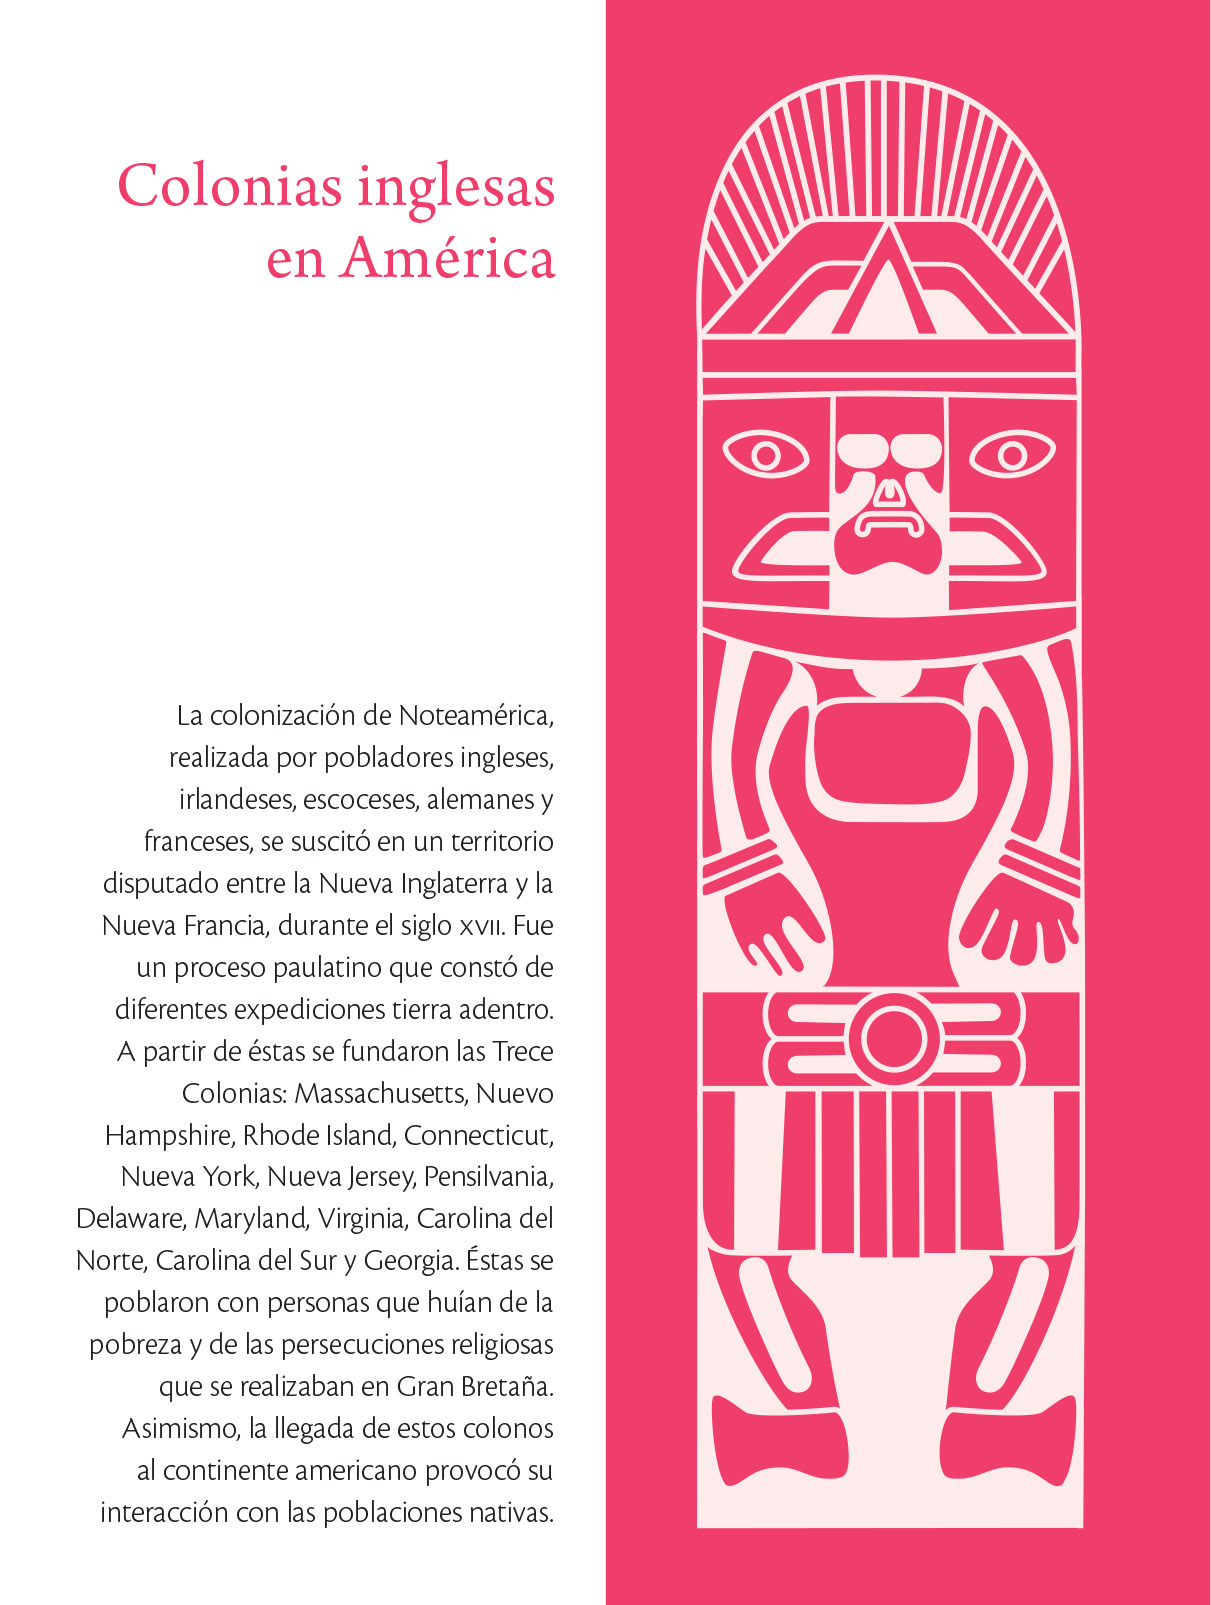 Colonias inglesas
en América
La colonización de Noteamérica,
realizada por pobladores ingleses,
irlandeses, escoceses, alemanes y
franceses, se suscitó en un territorio
disputado entre la Nueva Inglaterra y la
Nueva Francia, durante el siglo XVII. Fue
un proceso paulatino que constó de
diferentes expediciones tierra adentro.
A partir de éstas se fundaron las Trece
Colonias: Massachusetts, Nuevo
Hampshire, Rhode Island, Connecticut,
Nueva York, Nueva Jersey, Pensilvania,
Delaware, Maryland, Virginia, Carolina del
Norte, Carolina del Sur y Georgia. Éstas se
poblaron con personas que huían de la
pobreza y de las persecuciones religiosas
que se realizaban en Gran Bretaña.
Asimismo, la llegada de estos colonos
al continente americano provocó su
interacción con las poblaciones nativas.